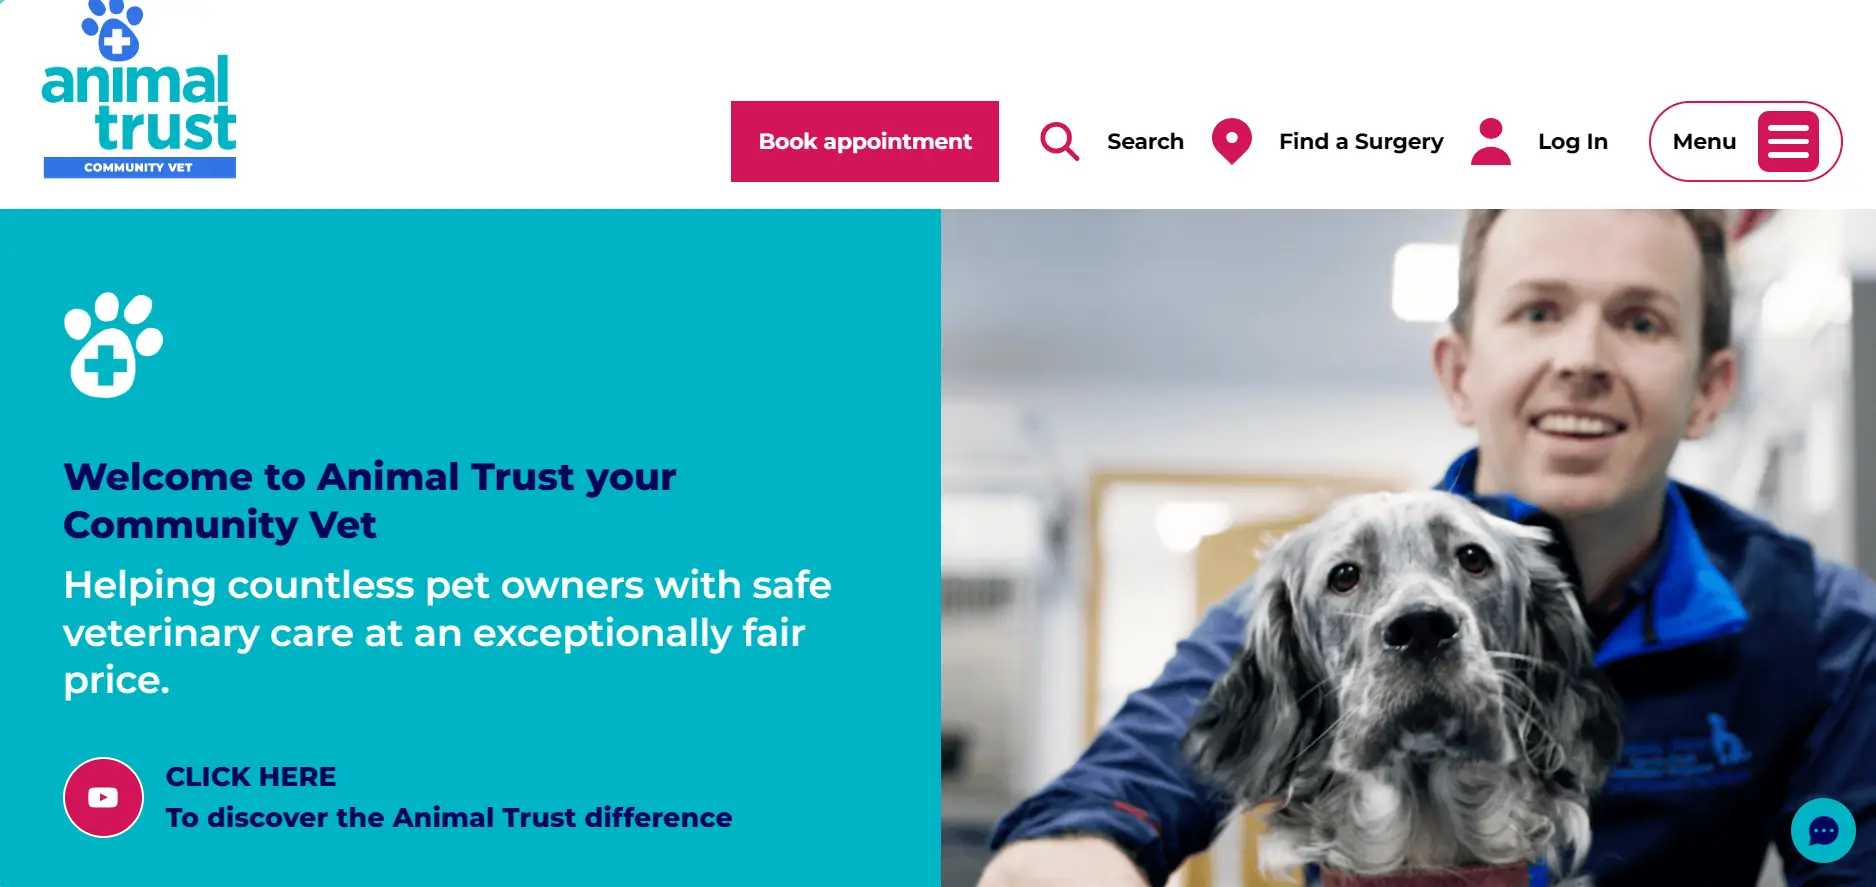 animal
trust
COMMUNITY VET
Book appointment
Search
Find a Surgery
Log In
Menu
Welcome to Animal Trust your
Community Vet
Helping countless pet owners with safe
veterinary care at an exceptionally fair
price.
CLICK HERE
To discover the Animal Trust difference